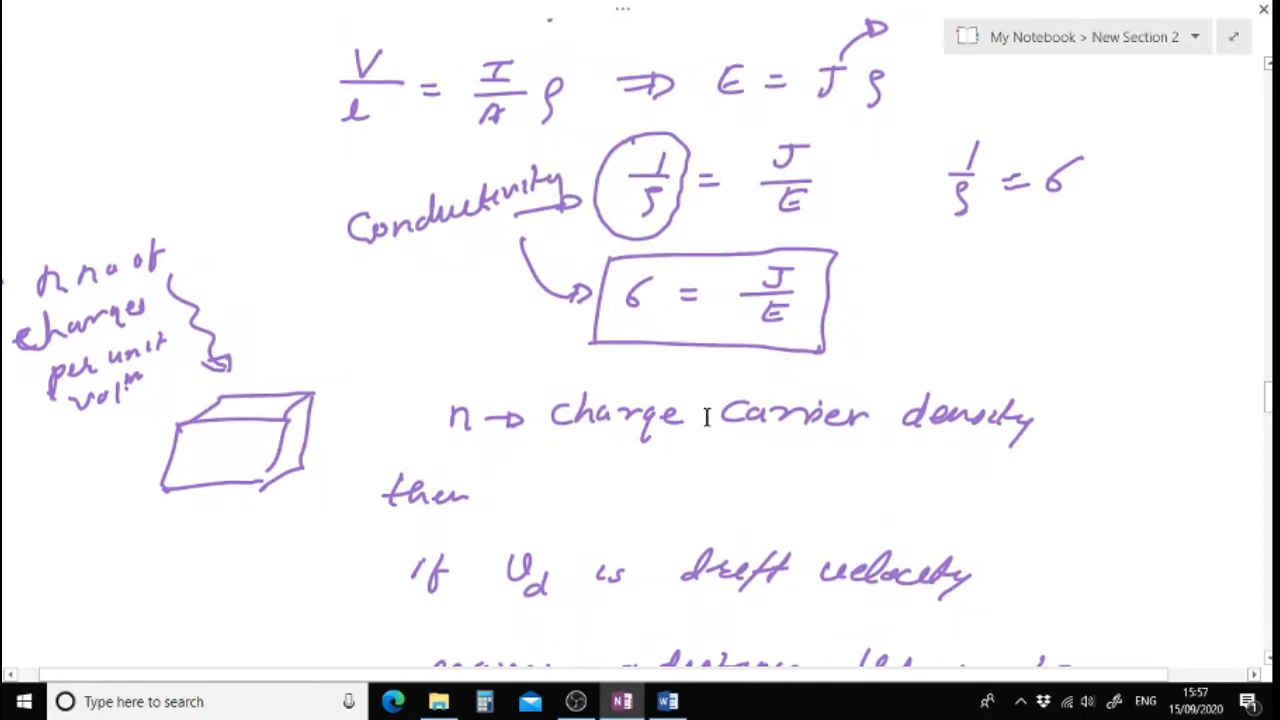 ...
My Notebook > New Section 2
V/l = I/A ρ ⇒ E = J ρ
Conductivity → 1/ρ = J/E 1/ρ = σ
σ = J/E
n no of
charges
per unit
vol^m
n → charge carrier density
then
if v_d is drift velocity
Type here to search
ENG
15:57
15/09/2020
1